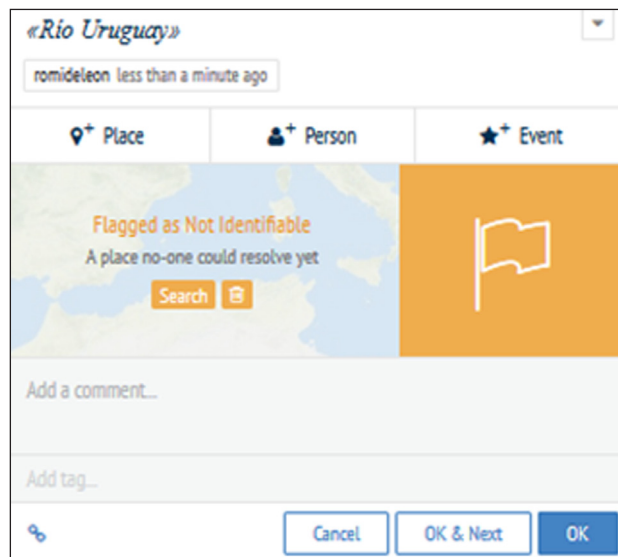 «Río Uruguay»
romideleon less than a minute ago
+ Place + Person + Event
Flagged as Not Identifiable
A place no-one could resolve yet
Search
Add a comment...
Add tag...
Cancel OK & Next OK